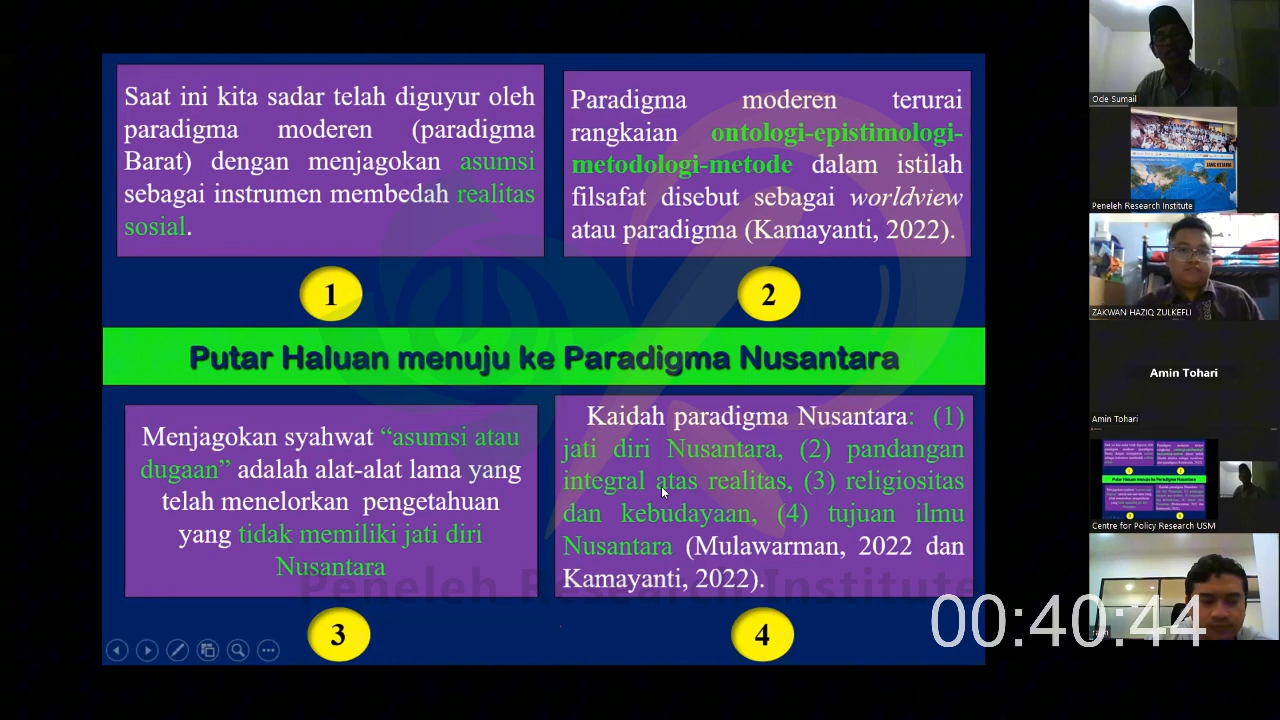 Saat ini kita sadar telah diguyur oleh
paradigma moderen (paradigma
Barat) dengan menjagokan asumsi
sebagai instrumen membedah realitas
sosial.
1
Paradigma moderen terurai
rangkaian ontologi-epistimologi-
metodologi-metode dalam istilah
filsafat disebut sebagai worldview
atau paradigma (Kamayanti, 2022).
2
Putar Haluan menuju ke Paradigma Nusantara
Menjagokan syahwat “asumsi atau
dugaan” adalah alat-alat lama yang
telah menelorkan pengetahuan
yang tidak memiliki jati diri
Nusantara
3
Kaidah paradigma Nusantara: (1)
jati diri Nusantara, (2) pandangan
integral atas realitas, (3) religiositas
dan kebudayaan, (4) tujuan ilmu
Nusantara (Mulawarman, 2022 dan
Kamayanti, 2022).
4
Peneleh Research Institute
Ode Sumail
Peneleh Research Institute
ZAKWAN HAZIQ ZULKEFLI
Amin Tohari
Amin Tohari
Centre for Policy Research USM
00:40:44